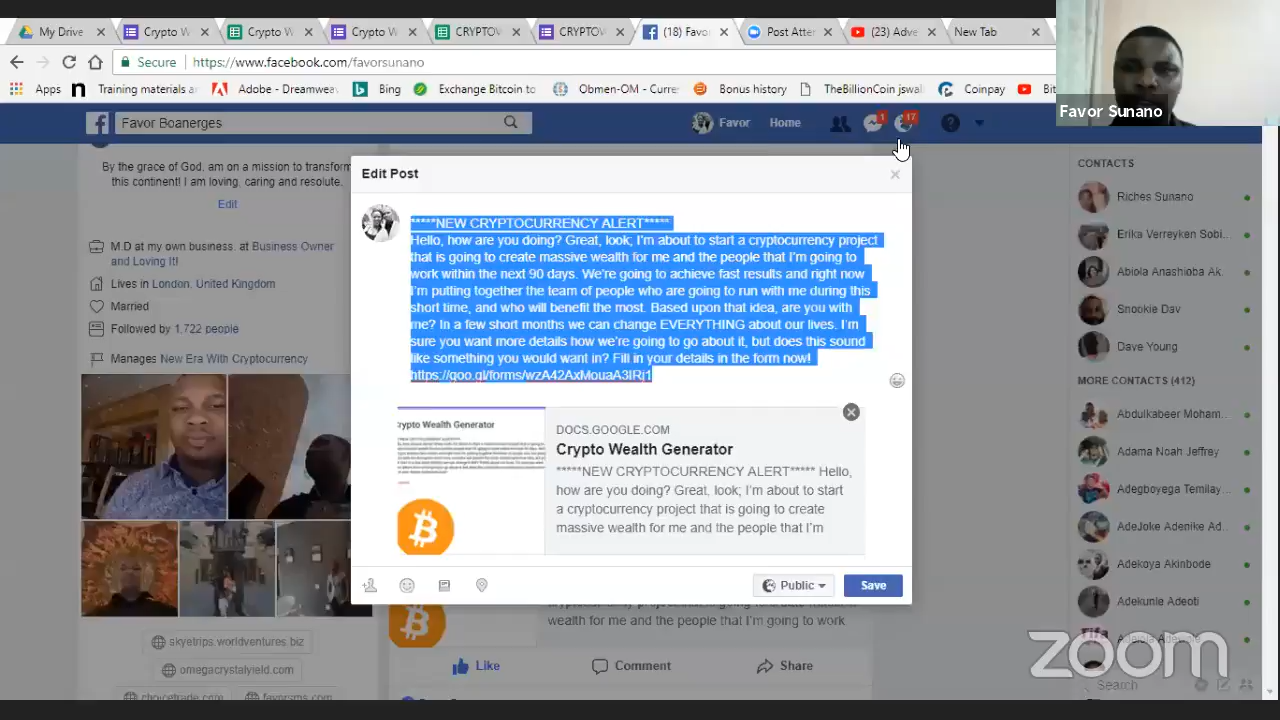 My Drive
Crypto W
Crypto W
Crypto W
CRYPTOV
CRYPTOW
(18) Favo
Post Atter
(23) Adve
New Tab
Secure
https://www.facebook.com/favorsunano
Apps
Training materials a
Adobe - Dreamwea
Bing
Exchange Bitcoin to
Obmen-OM - Curre
Bonus history
TheBillionCoin jswal
Coinpay
Bit
Favor Sunano
Favor Boanerges
Favor
Home
1
17
By the grace of God, am on a mission to transform
this continent! I am loving, caring and resolute.
Edit
M.D at my own business. at Business Owner
and Loving It!
Lives in London, United Kingdom
Married
Followed by 1,722 people
Manages New Era With Cryptocurrency
skyetrips.worldventures.biz
omegacrystalyield.com
choicetrade.com
favorsms.com
Edit Post
*****NEW CRYPTOCURRENCY ALERT*****
Hello, how are you doing? Great, look; I'm about to start a cryptocurrency project
that is going to create massive wealth for me and the people that I'm going to
work within the next 90 days. We're going to achieve fast results and right now
I'm putting together the team of people who are going to run with me during this
short time, and who will benefit the most. Based upon that idea, are you with
me? In a few short months we can change EVERYTHING about our lives. I'm
sure you want more details how we're going to go about it, but does this sound
like something you would want in? Fill in your details in the form now!
https://goo.gl/forms/wzA42AxMouaA3IRj1
rypto Wealth Generator
DOCS.GOOGLE.COM
Crypto Wealth Generator
*****NEW CRYPTOCURRENCY ALERT***** Hello,
how are you doing? Great, look; I'm about to start
a cryptocurrency project that is going to create
massive wealth for me and the people that I'm
Public
Save
wealth for me and the people that I'm going to work
Like
Comment
Share
CONTACTS
Riches Sunano
Erika Verreyken Sobi...
Abiola Anashioba Ak.
Snookie Dav
Dave Young
MORE CONTACTS (412)
Abdulkabeer Moham..
Adama Noah Jeffrey
Adegboyega Temilay...
AdeJoke Adenike Ad..
Adekoya Akinbode
Adekunle Adeoti
Search
zoom